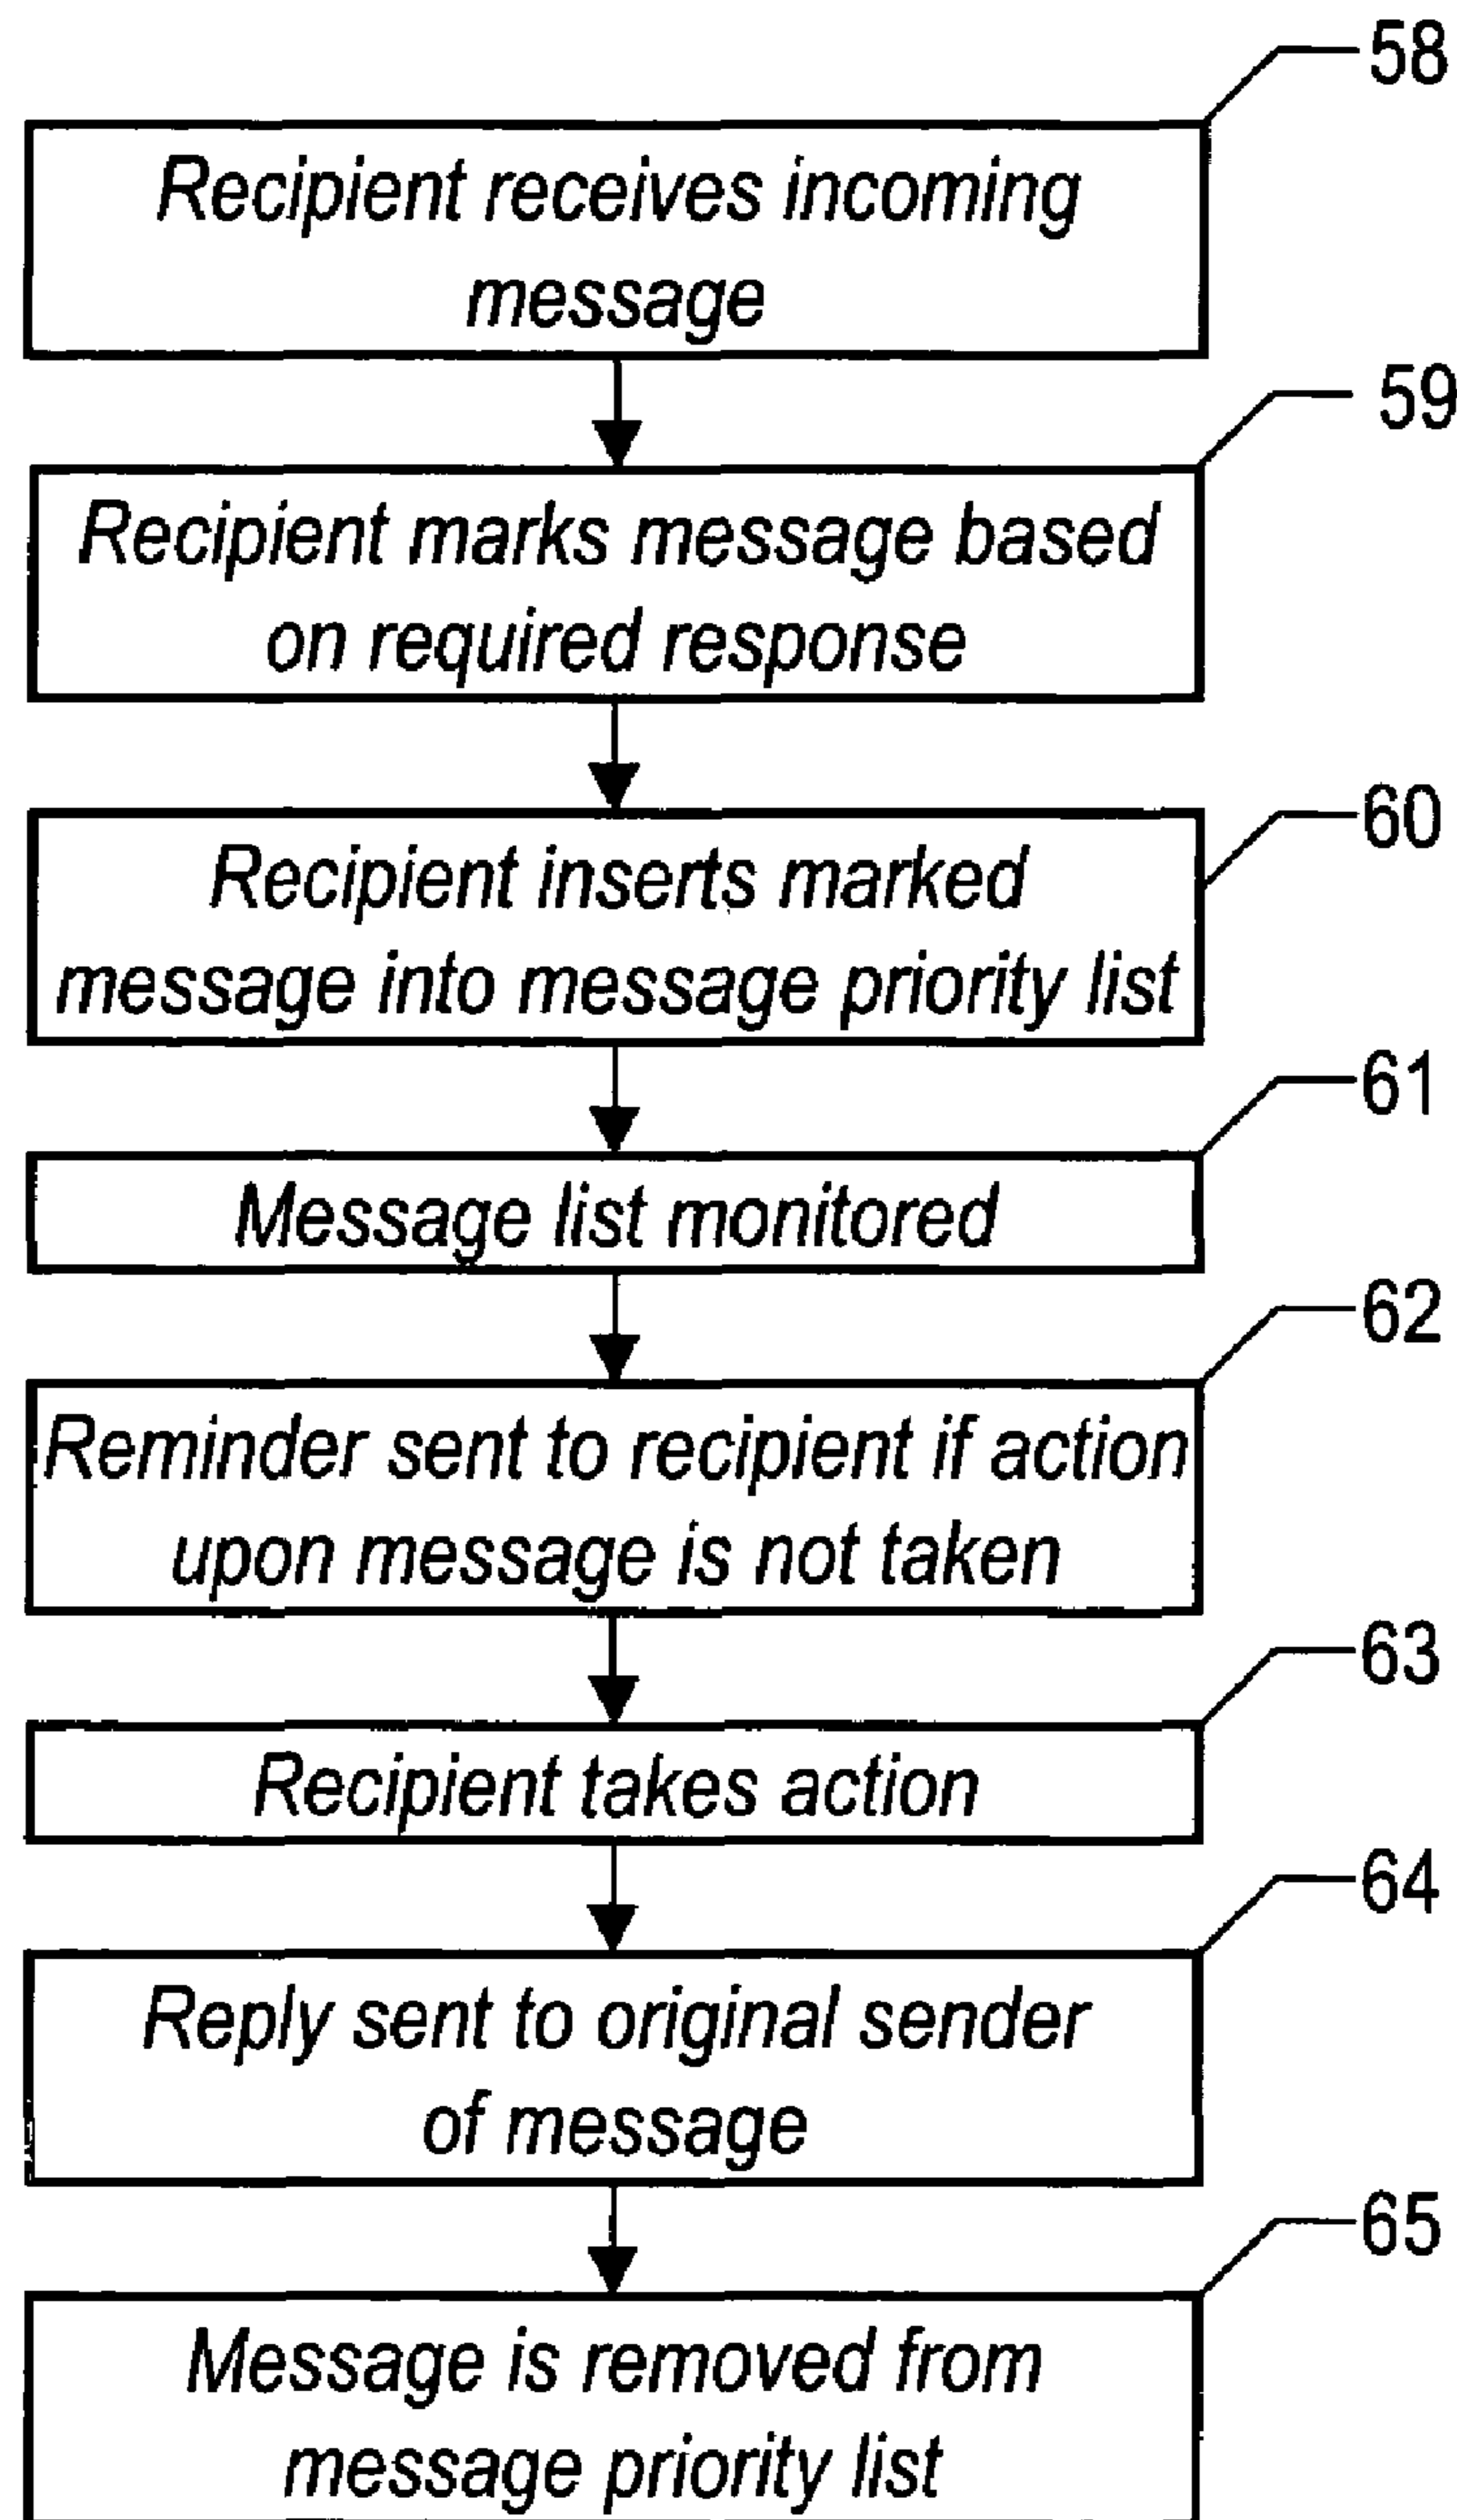 58
Recipient receives incoming
message
59
Recipient marks message based
on required response
60
Recipient inserts marked
message into message priority list
61
Message list monitored
62
Reminder sent to recipient if action
upon message is not taken
63
Recipient takes action
64
Reply sent to original sender
of message
65
Message is removed from
message priority list